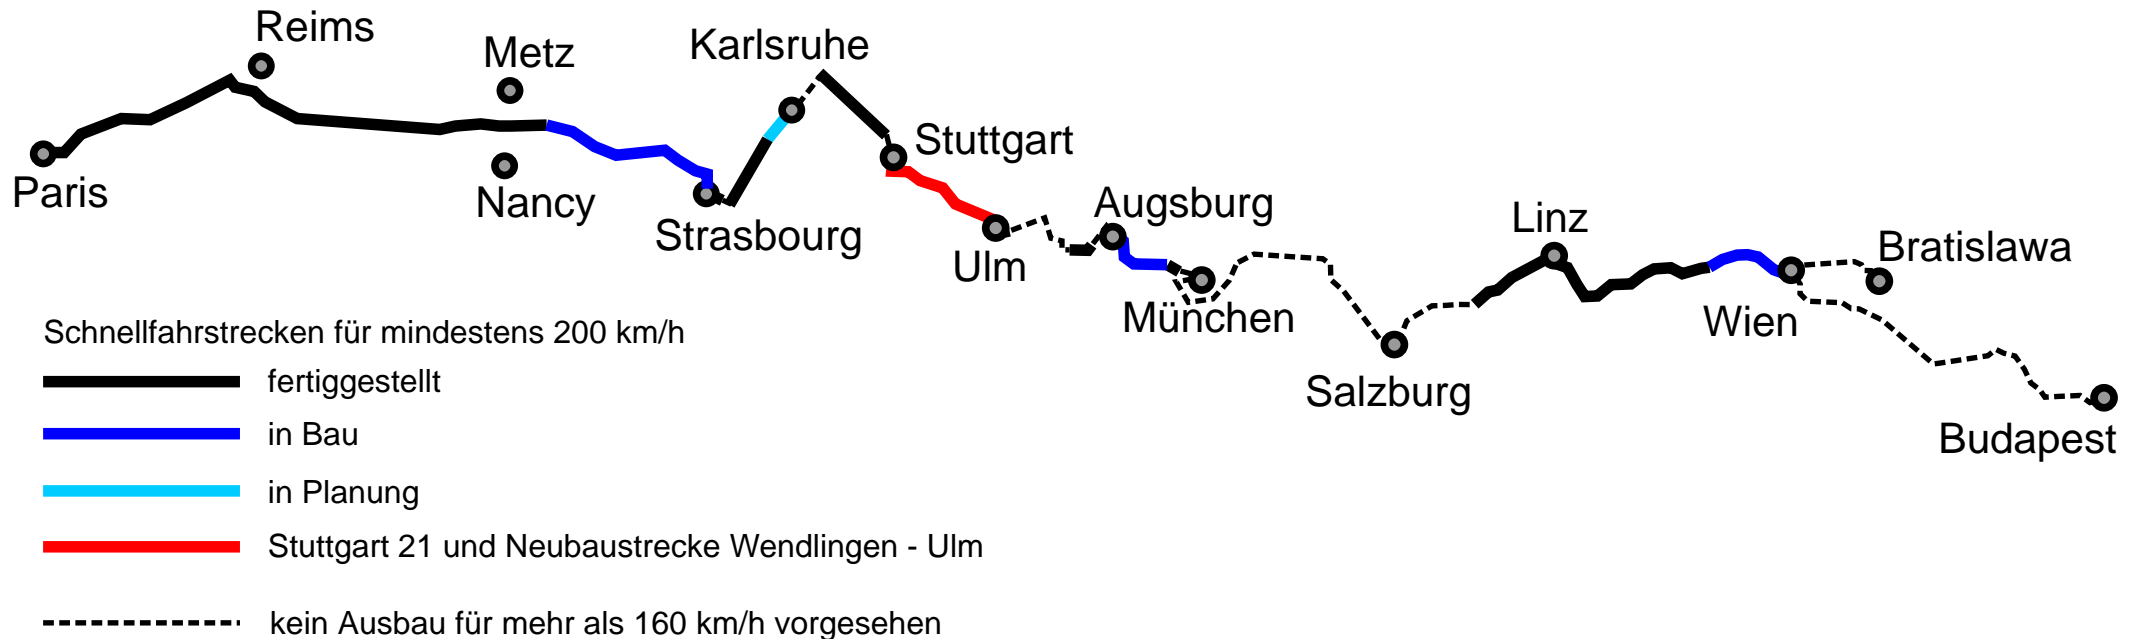 Reims
Metz
Karlsruhe
Paris
Nancy
Strasbourg
Stuttgart
Ulm
Augsburg
München
Linz
Salzburg
Wien
Bratislawa
Budapest
Schnellfahrstrecken für mindestens 200 km/h
fertiggestellt
in Bau
in Planung
Stuttgart 21 und Neubaustrecke Wendlingen - Ulm
kein Ausbau für mehr als 160 km/h vorgesehen